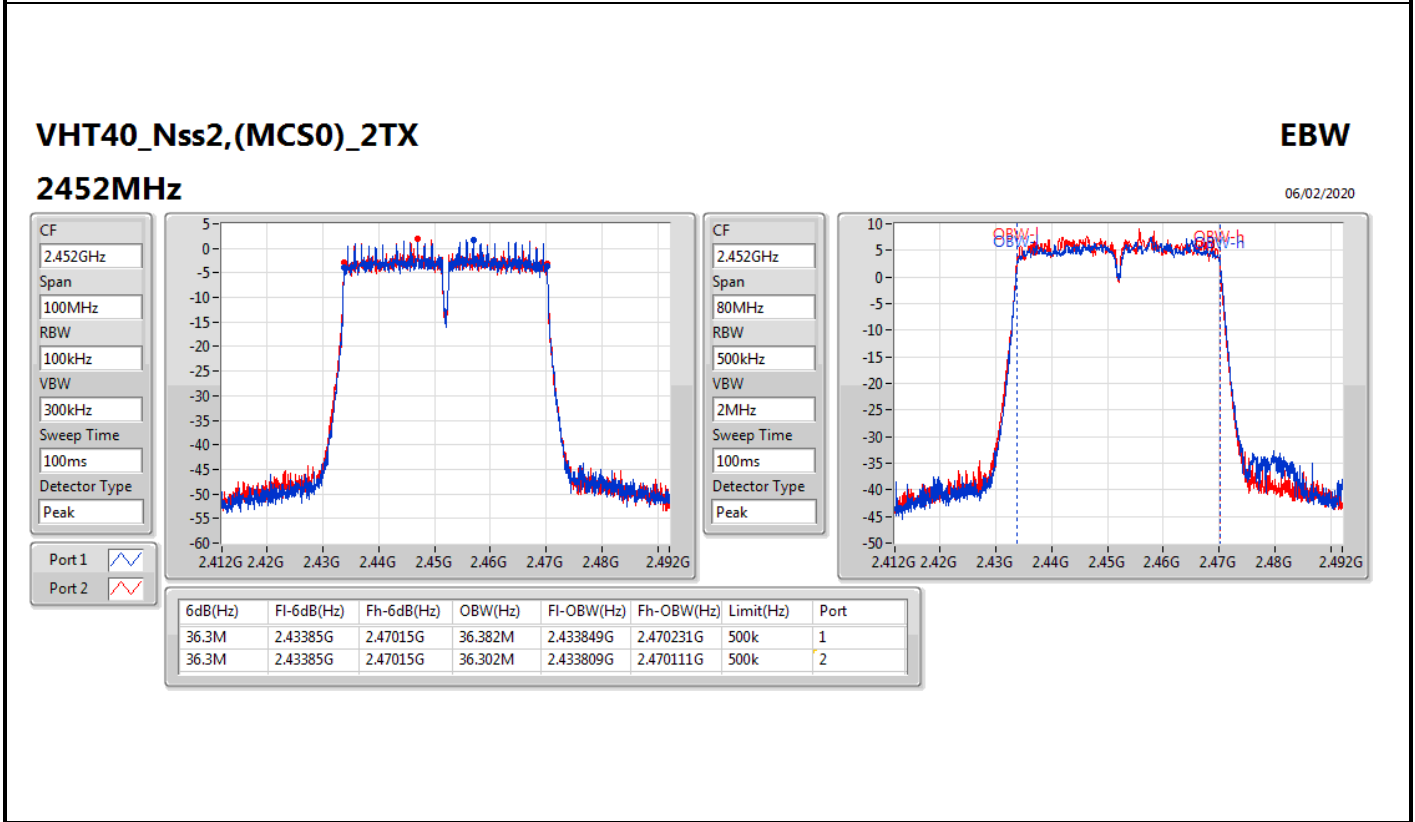 VHT40_Nss2,(MCS0)_2TX
EBW
2452MHz
06/02/2020
CF
2.452GHz
Span
100MHz
RBW
100kHz
VBW
300kHz
Sweep Time
100ms
Detector Type
Peak
Port 1
Port 2
5
0
-5
-10
-15
-20
-25
-30
-35
-40
-45
-50
-55
-60
2.412G 2.42G 2.43G 2.44G 2.45G 2.46G 2.47G 2.48G 2.492G
CF
2.452GHz
Span
80MHz
RBW
500kHz
VBW
2MHz
Sweep Time
100ms
Detector Type
Peak
10
5
0
-5
-10
-15
-20
-25
-30
-35
-40
-45
-50
OBW-l OBW-h
OBW-l OBW-h
2.412G 2.42G 2.43G 2.44G 2.45G 2.46G 2.47G 2.48G 2.492G
6dB(Hz) Fl-6dB(Hz) Fh-6dB(Hz) OBW(Hz) Fl-OBW(Hz) Fh-OBW(Hz) Limit(Hz) Port
36.3M 2.43385G 2.47015G 36.382M 2.433849G 2.470231G 500k 1
36.3M 2.43385G 2.47015G 36.302M 2.433809G 2.470111G 500k 2